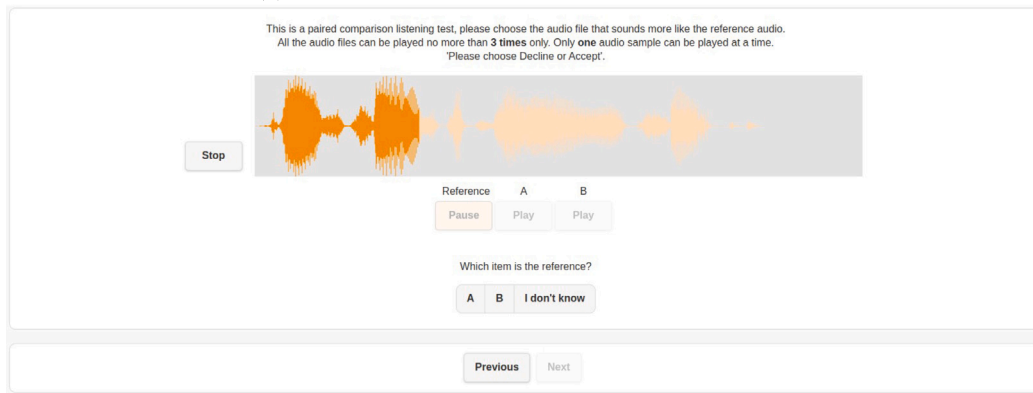 This is a paired comparison listening test, please choose the audio file that sounds more like the reference audio.
All the audio files can be played no more than 3 times only. Only one audio sample can be played at a time.
'Please choose Decline or Accept'.
Stop
Reference A B
Pause Play Play
Which item is the reference?
A B I don't know
Previous Next